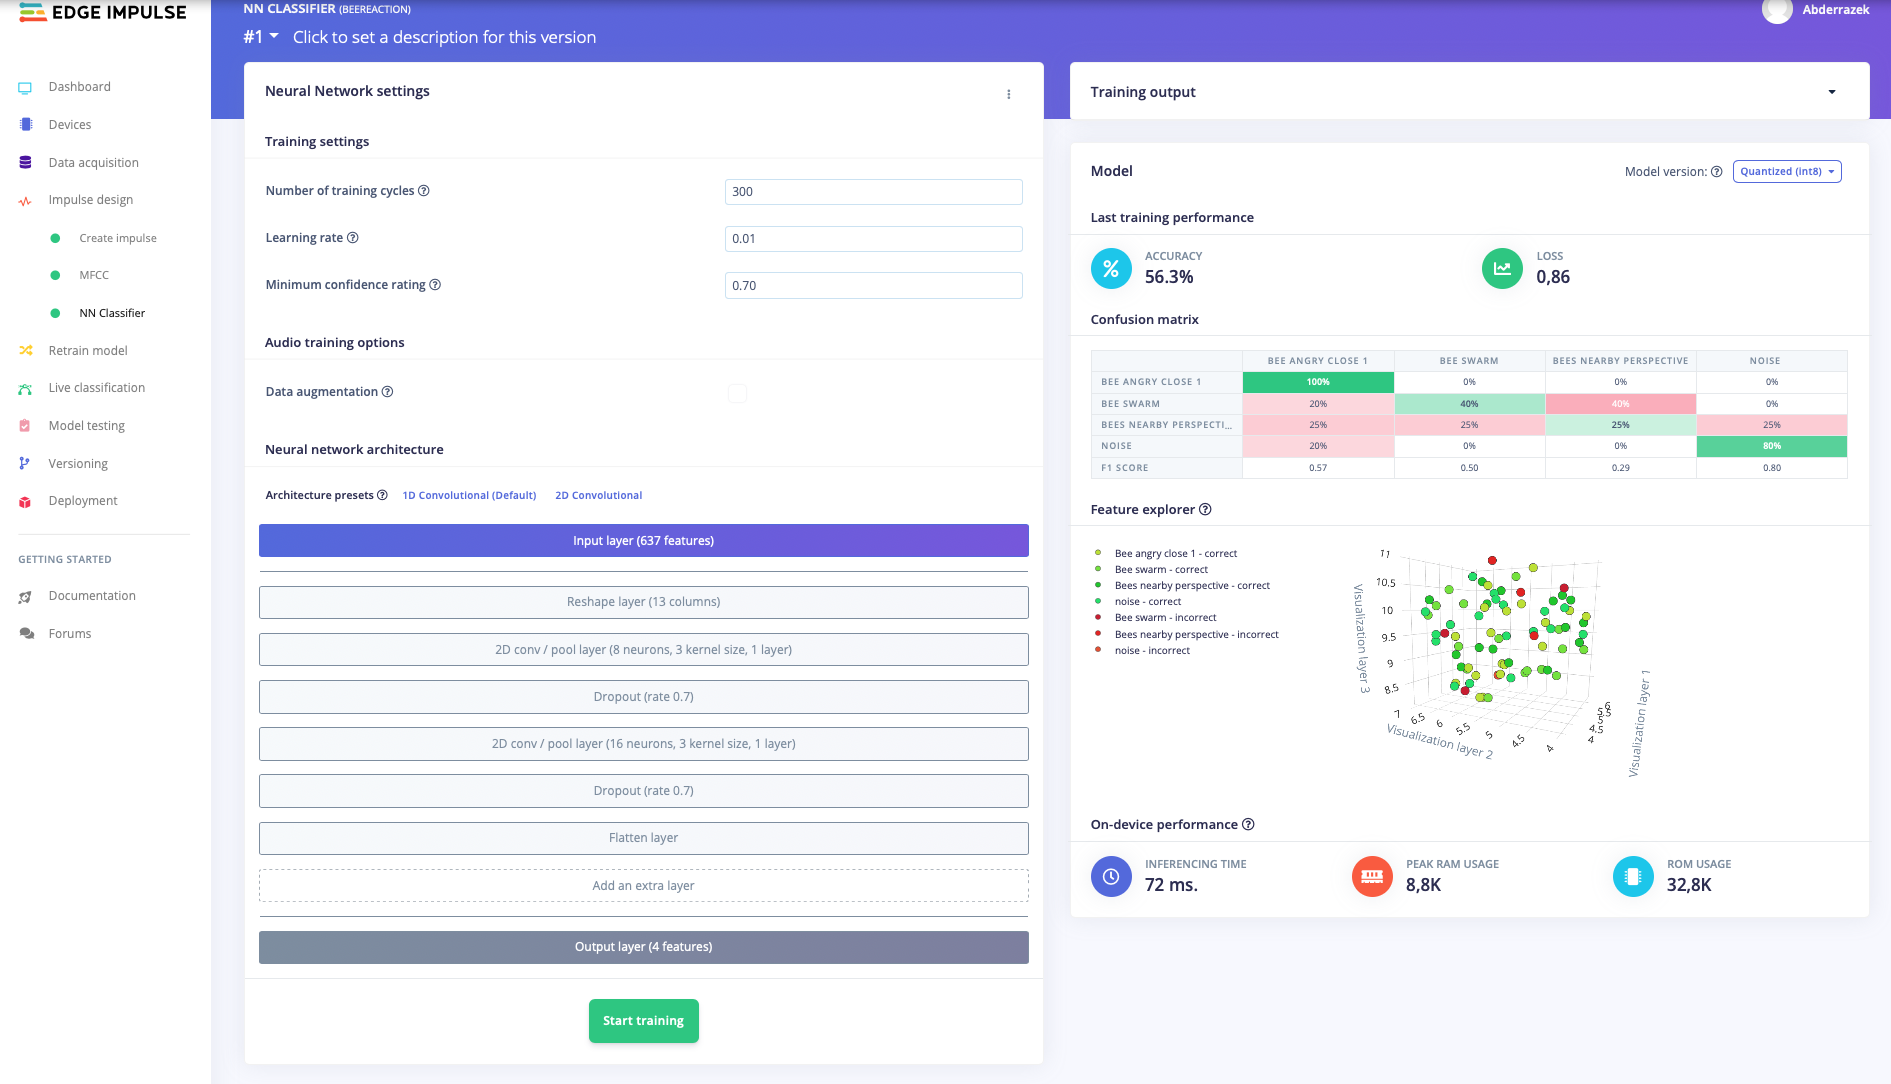 EDGE IMPULSE
Dashboard
Devices
Data acquisition
Impulse design
Create impulse
MFCC
NN Classifier
Retrain model
Live classification
Model testing
Versioning
Deployment
GETTING STARTED
Documentation
Forums
NN CLASSIFIER (BEEREACTION)
#1 Click to set a description for this version
Abderrazek
Neural Network settings
Training settings
Number of training cycles 300
Learning rate 0.01
Minimum confidence rating 0.70
Audio training options
Data augmentation
Neural network architecture
Architecture presets 1D Convolutional (Default) 2D Convolutional
Input layer (637 features)
Reshape layer (13 columns)
2D conv / pool layer (8 neurons, 3 kernel size, 1 layer)
Dropout (rate 0.7)
2D conv / pool layer (16 neurons, 3 kernel size, 1 layer)
Dropout (rate 0.7)
Flatten layer
Add an extra layer
Output layer (4 features)
Start training
Training output
Model
Model version: Quantized (int8)
Last training performance
% ACCURACY
56.3%
LOSS
0,86
Confusion matrix
BEE ANGRY CLOSE 1 BEE SWARM BEES NEARBY PERSPECTIVE NOISE
BEE ANGRY CLOSE 1 100% 0% 0% 0%
BEE SWARM 20% 40% 40% 0%
BEES NEARBY PERSPECTI... 25% 25% 25% 25%
NOISE 20% 0% 0% 80%
F1 SCORE 0.57 0.50 0.29 0.80
Feature explorer
Bee angry close 1 - correct
Bee swarm - correct
Bees nearby perspective - correct
noise - correct
Bee swarm - incorrect
Bees nearby perspective - incorrect
noise - incorrect
Visualization layer 3
11
10.5
10
9.5
9
8.5
7 6.5 6 5.5 5 4.5 4
Visualization layer 2
6
5.5
5
4.5
4
Visualization layer 1
On-device performance
INFERENCING TIME
72 ms.
PEAK RAM USAGE
8,8K
ROM USAGE
32,8K